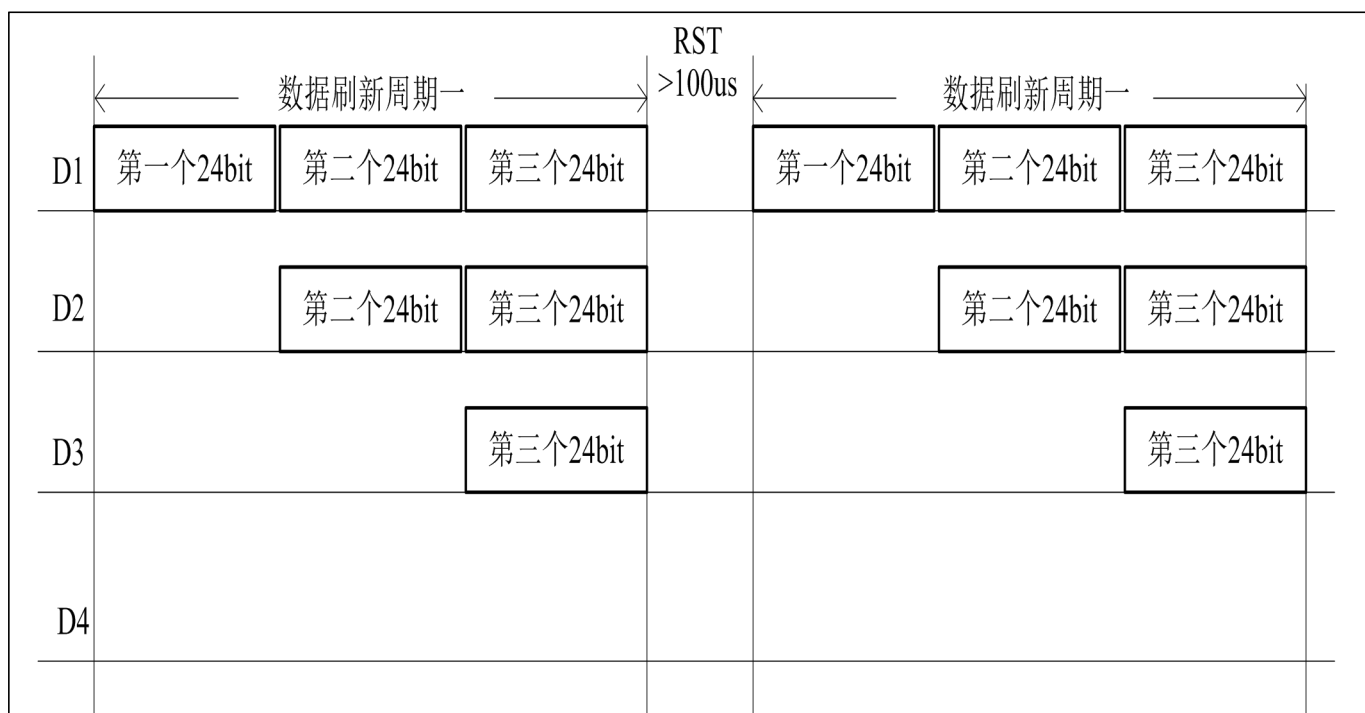 RST
>100us
数据刷新周期一 数据刷新周期一
D1 第一个24bit 第二个24bit 第三个24bit 第一个24bit 第二个24bit 第三个24bit
D2 第二个24bit 第三个24bit 第二个24bit 第三个24bit
D3 第三个24bit 第三个24bit
D4